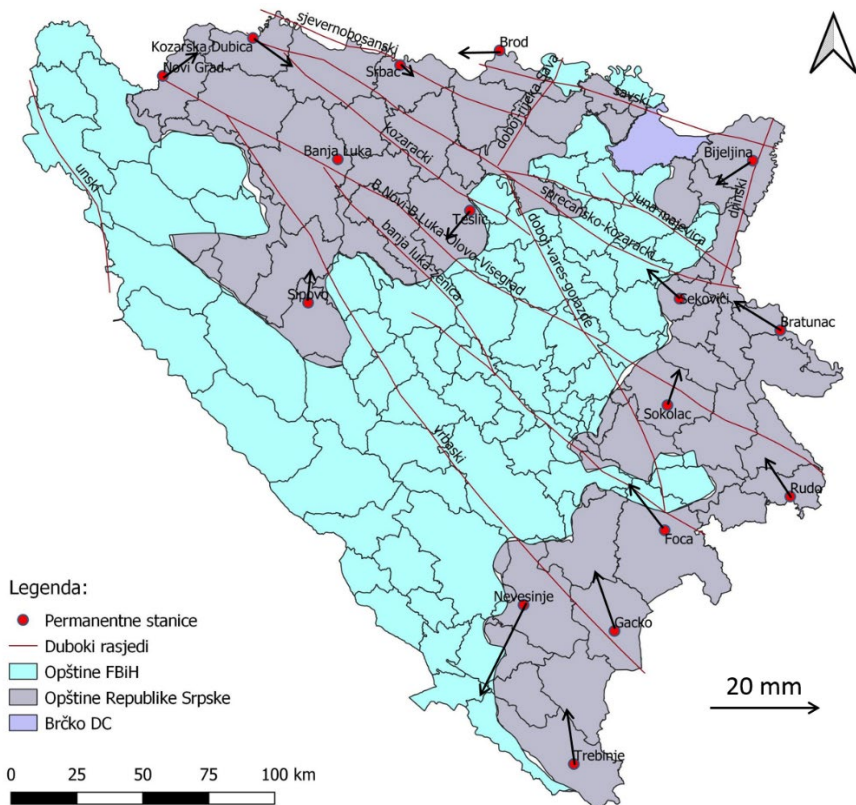 sjevernobosanski
Brod
Kozarska Dubica
Novi Grad
Srbac
savski
doboj-rijeka sava
kozaracki
Banja Luka
Bijeljina
unski
Teslic
B.Novi-B.Luka-Olovo-Visegrad
banja luka-zenica
sprecansko-kozaracki
juna majevica
drinski
doboj-vares-gorazde
Sipovo
Sekovići
Bratunac
Sokolac
vrbaski
Rudo
Foca
Legenda:
Permanentne stanice
Duboki rasjedi
Opštine FBiH
Opštine Republike Srpske
Brčko DC
Nevesinje
Gacko
20 mm
Trebinje
0 25 50 75 100 km